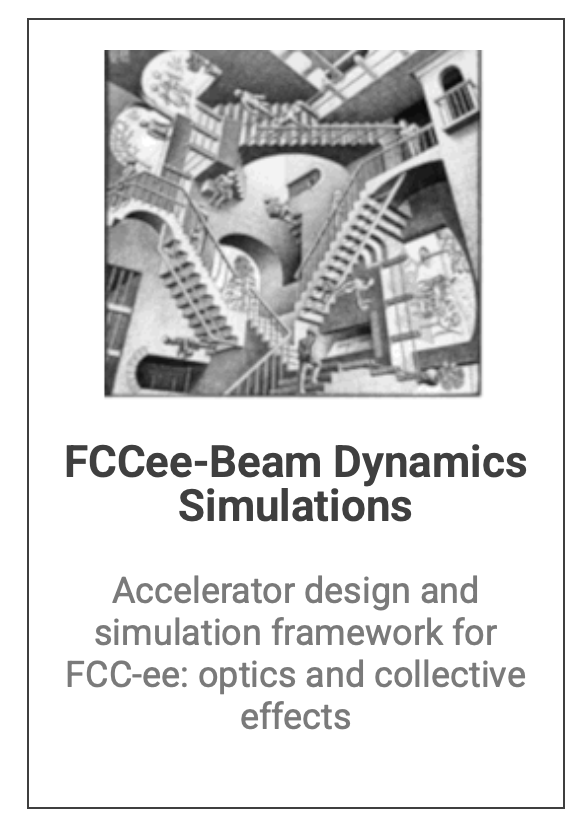 FCCee-Beam Dynamics
Simulations
Accelerator design and
simulation framework for
FCC-ee: optics and collective
effects